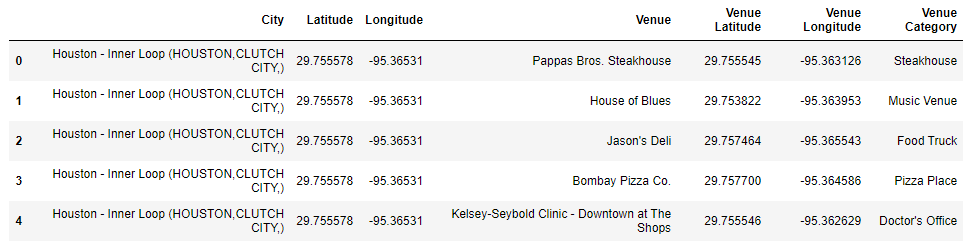 City Latitude Longitude Venue Venue Latitude Venue Longitude Venue Category
0 Houston - Inner Loop (HOUSTON,CLUTCH CITY,) 29.755578 -95.36531 Pappas Bros. Steakhouse 29.755545 -95.363126 Steakhouse
1 Houston - Inner Loop (HOUSTON,CLUTCH CITY,) 29.755578 -95.36531 House of Blues 29.753822 -95.363953 Music Venue
2 Houston - Inner Loop (HOUSTON,CLUTCH CITY,) 29.755578 -95.36531 Jason's Deli 29.757464 -95.365543 Food Truck
3 Houston - Inner Loop (HOUSTON,CLUTCH CITY,) 29.755578 -95.36531 Bombay Pizza Co. 29.757700 -95.364586 Pizza Place
4 Houston - Inner Loop (HOUSTON,CLUTCH CITY,) 29.755578 -95.36531 Kelsey-Seybold Clinic - Downtown at The Shops 29.755546 -95.362629 Doctor's Office